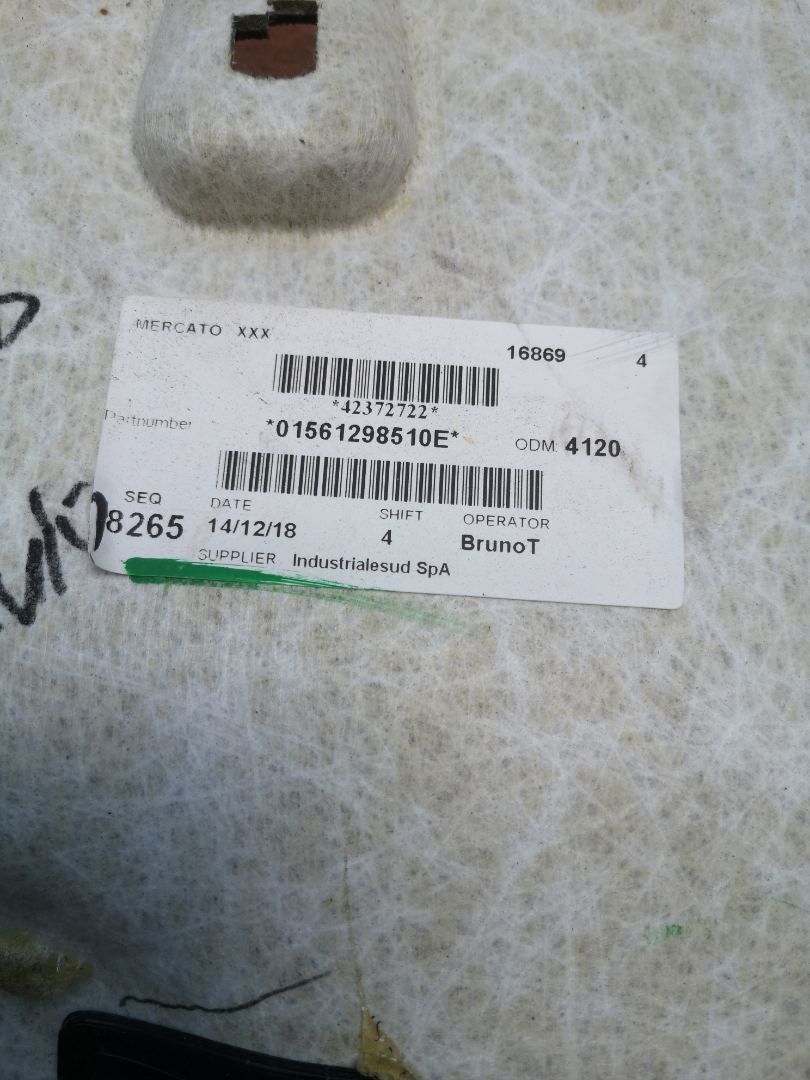 MERCATO XXX
16869 4
*42372722*
Partnumber *01561298510E* ODM: 4120
SEQ DATE SHIFT OPERATOR
8265 14/12/18 4 BrunoT
SUPPLIER Industrialesud SpA